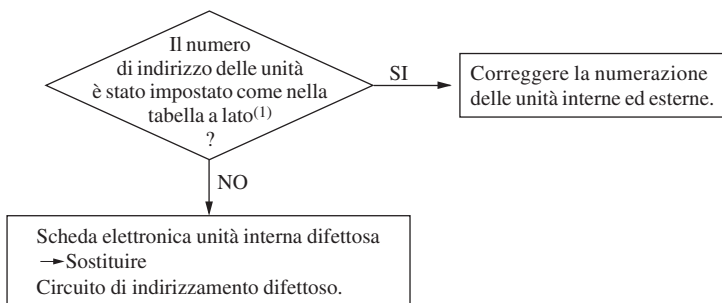 Il numero
di indirizzo delle unità
è stato impostato come nella
tabella a lato(1)
?
SI
Correggere la numerazione
delle unità interne ed esterne.
NO
Scheda elettronica unità interna difettosa
→Sostituire
Circuito di indirizzamento difettoso.